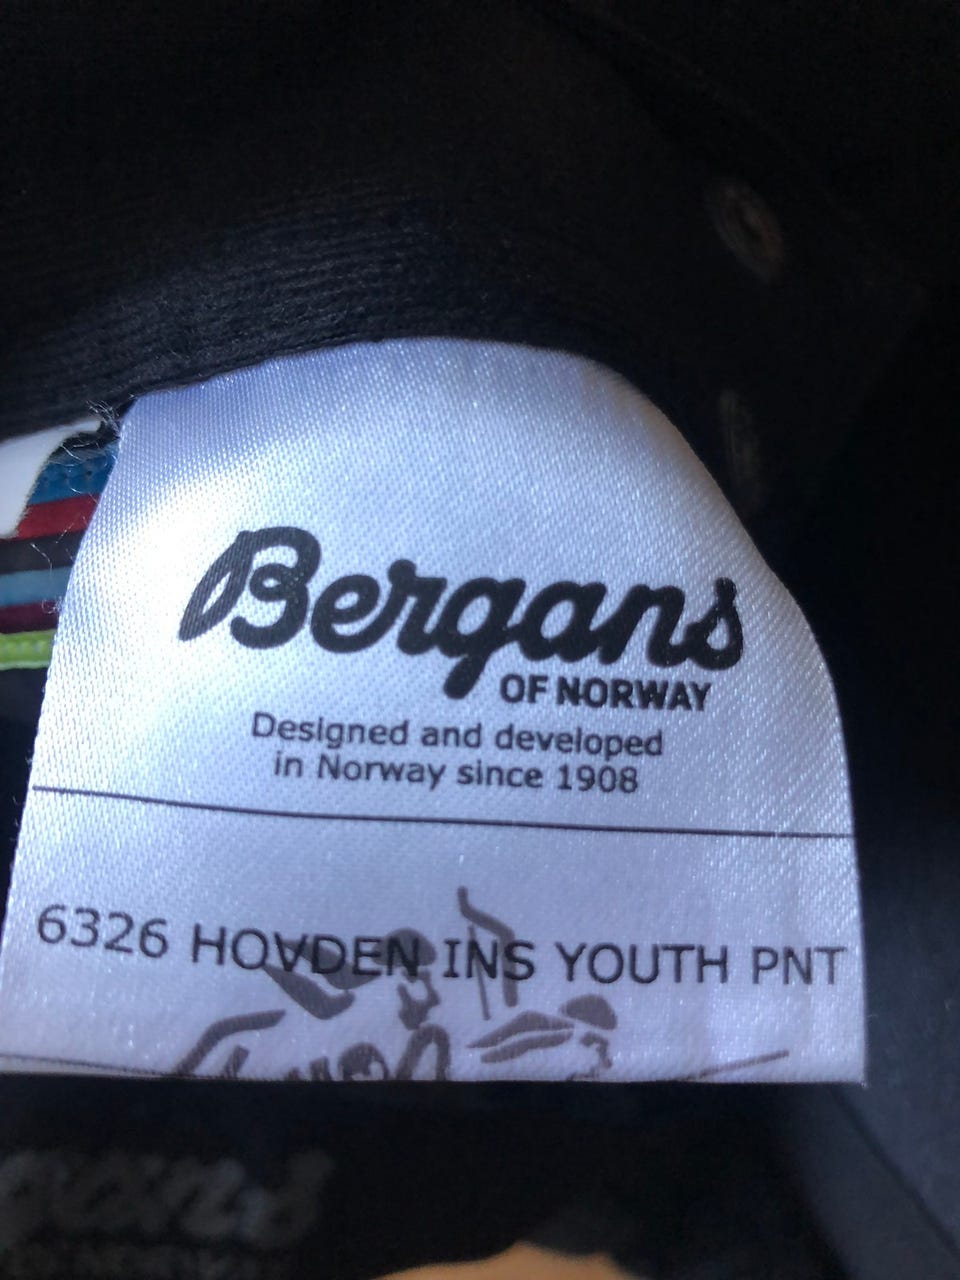 Bergans
OF NORWAY
Designed and developed
in Norway since 1908
6326 HOVDEN INS YOUTH PNT